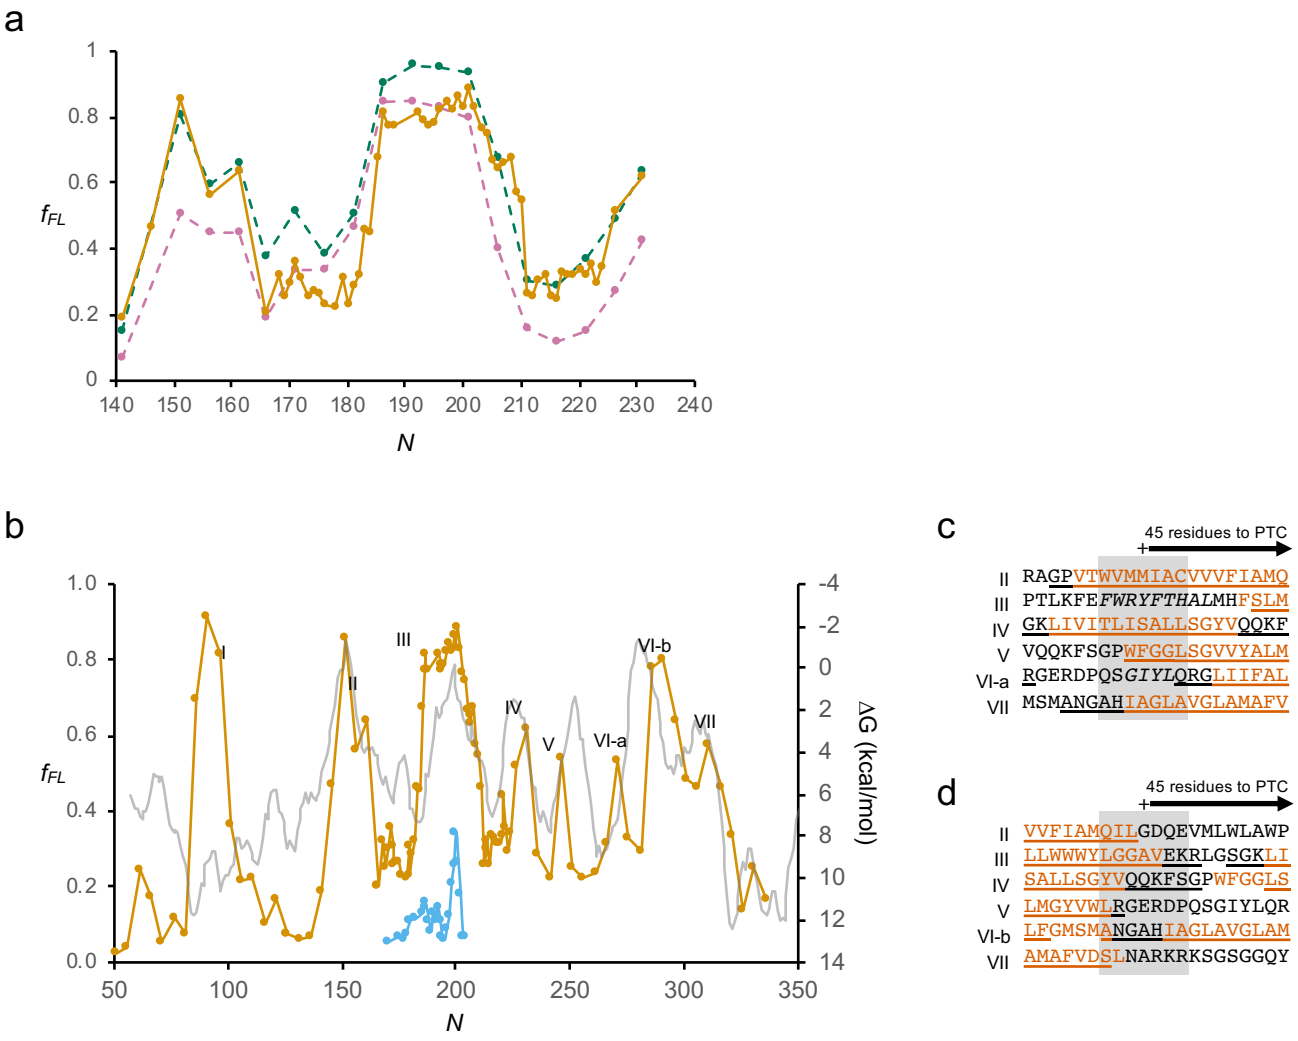 a
1
0.8
0.6
0.4
0.2
0
fFL
140 150 160 170 180 190 200 210 220 230 240
N
b
1.0
0.8
0.6
0.4
0.2
0.0
fFL
50 100 150 200 250 300 350
N
-4
-2
0
2
4
6
8
10
12
14
ΔG (kcal/mol)
I
II
III
IV
V
VI-a
VI-b
VII
c
45 residues to PTC
+
II RAGPVTWVMMIACVVVFIAMQ
III PTLKFEFWRYFTHALMHFSLM
IV GKLIVITLISALLSGYVQQKF
V VQQKFSGPWFGGLSGVVYALM
VI-a RGERDPQSGIYLQRGLIIFAL
VII MSMANGAHIAGLAVGLAMAFV
d
45 residues to PTC
+
II VVFIAMQILGDQEVMLWLAWP
III LLWWWYLGGAVEKRLGSGKLI
IV SALLSGYVQQKFSGPWFGGLS
V LMGYVWLRGERDPQSGIYLQR
VI-b LFGMSMANGAHIAGLAVGLAM
VII AMAFVDSLNARKRKSGSGGQY